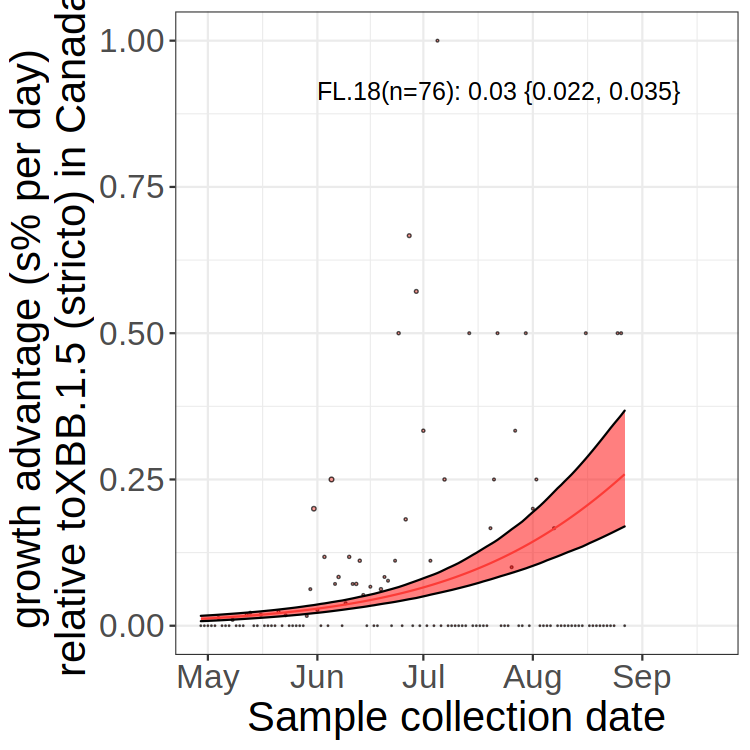 growth advantage (s% per day)
relative toXBB.1.5 (stricto) in Canada
1.00
0.75
0.50
0.25
0.00
FL.18(n=76): 0.03 {0.022, 0.035}
May Jun Jul Aug Sep
Sample collection date